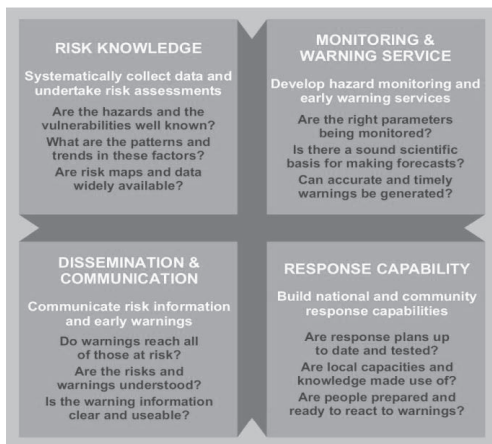 RISK KNOWLEDGE
Systematically collect data and
undertake risk assessments
Are the hazards and the
vulnerabilities well known?
What are the patterns and
trends in these factors?
Are risk maps and data
widely available?
MONITORING &
WARNING SERVICE
Develop hazard monitoring and
early warning services
Are the right parameters
being monitored?
Is there a sound scientific
basis for making forecasts?
Can accurate and timely
warnings be generated?
DISSEMINATION &
COMMUNICATION
Communicate risk information
and early warnings
Do warnings reach all
of those at risk?
Are the risks and
warnings understood?
Is the warning information
clear and useable?
RESPONSE CAPABILITY
Build national and community
response capabilities
Are response plans up
to date and tested?
Are local capacities and
knowledge made use of?
Are people prepared and
ready to react to warnings?